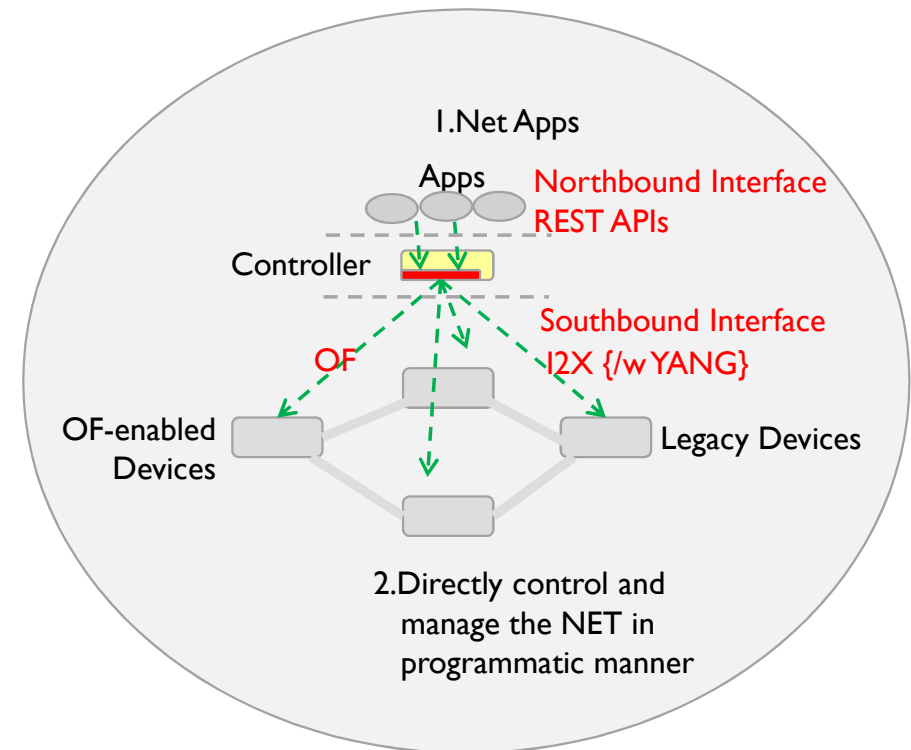 1.Net Apps
Apps
Northbound Interface
REST APIs
Controller
Southbound Interface
OF
I2X {/w YANG}
OF-enabled
Devices
Legacy Devices
2.Directly control and
manage the NET in
programmatic manner